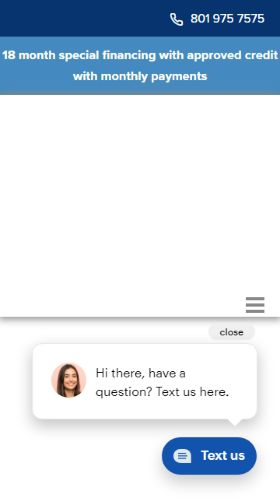 801 975 7575
18 month special financing with approved credit
with monthly payments
close
Hi there, have a
question? Text us here.
Text us